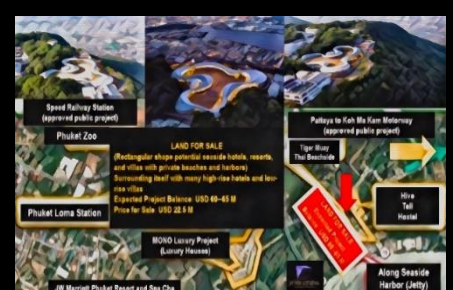 Speed Railway Station
(approved public project)
Pattaya to Koh Ma Kam Motorway
(approved public project)
Phuket Zoo
LAND FOR SALE
(Rectangular shape potential seaside hotels, resorts,
and villas with private beaches and harbors)
Surrounding itself with many high-rise hotels and low-
rise villas
Expected Project Balance: USD 60-65 M
Price for Sale: USD 22.5 M
Tiger Muay
Thai Beachside
Phuket Loma Station
MONO Luxury Project
(Luxury Houses)
LAND FOR SALE
Hive
Tell
Hostel
Along Seaside
Harbor (Jetty)
JW Marriott Phuket Resort and Spa Cha